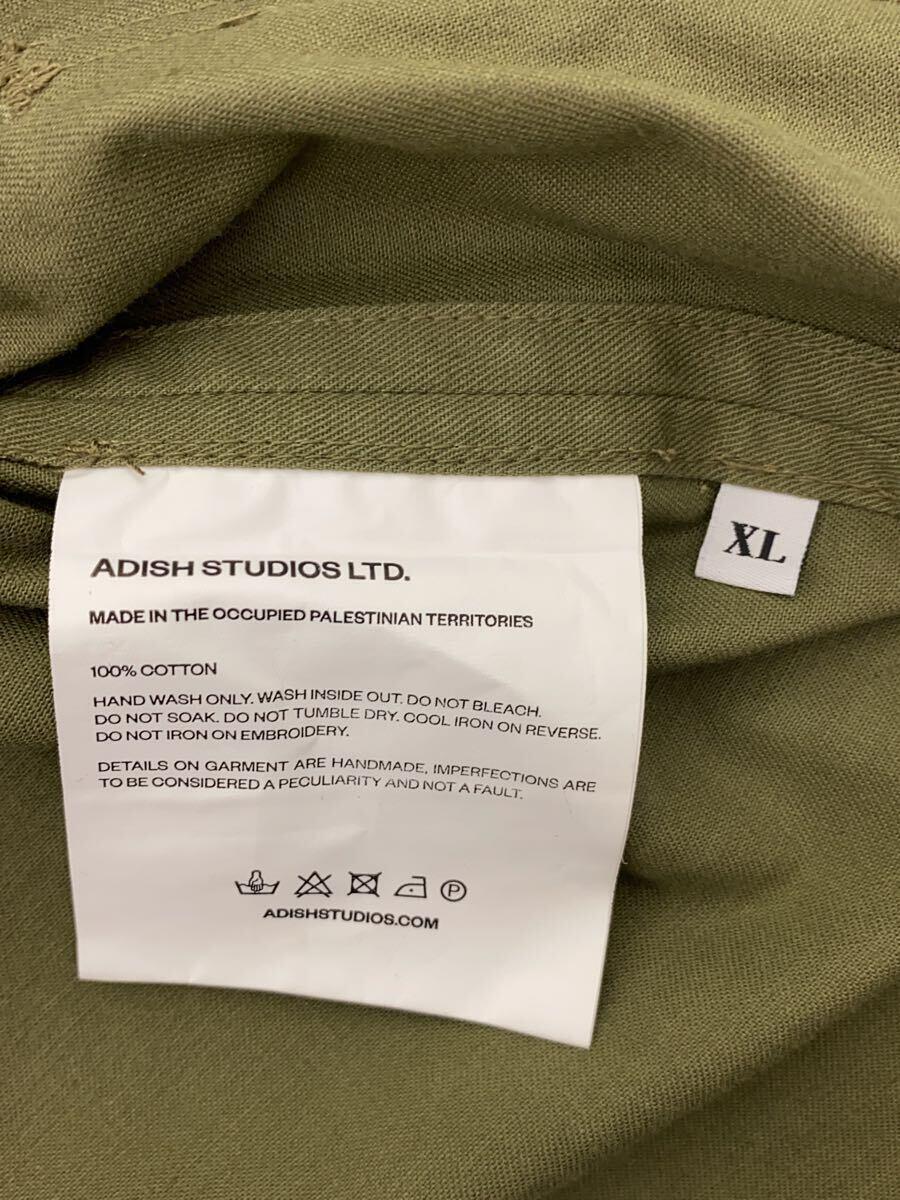 ADISH STUDIOS LTD.
XL
MADE IN THE OCCUPIED PALESTINIAN TERRITORIES
100% COTTON
HAND WASH ONLY. WASH INSIDE OUT. DO NOT BLEACH.
DO NOT SOAK. DO NOT TUMBLE DRY. COOL IRON ON REVERSE.
DO NOT IRON ON EMBROIDERY.
DETAILS ON GARMENT ARE HANDMADE, IMPERFECTIONS ARE
TO BE CONSIDERED A PECULIARITY AND NOT A FAULT.
P
ADISHSTUDIOS.COM